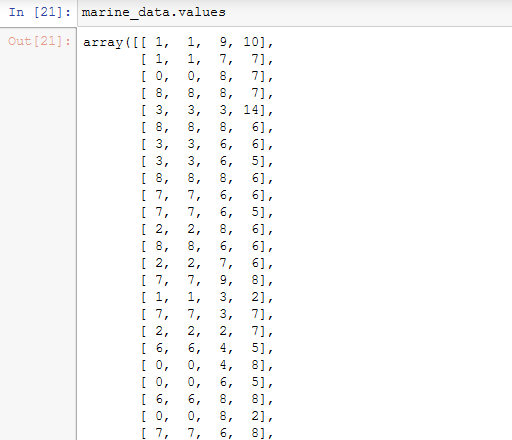 In [21]: marine_data.values
Out[21]: array([[ 1,  1,  9, 10],
[ 1,  1,  7,  7],
[ 0,  0,  8,  7],
[ 8,  8,  8,  7],
[ 3,  3,  3, 14],
[ 8,  8,  8,  6],
[ 3,  3,  6,  6],
[ 3,  3,  6,  5],
[ 8,  8,  8,  6],
[ 7,  7,  6,  6],
[ 7,  7,  6,  5],
[ 2,  2,  8,  6],
[ 8,  8,  6,  6],
[ 2,  2,  7,  6],
[ 7,  7,  9,  8],
[ 1,  1,  3,  2],
[ 7,  7,  3,  7],
[ 2,  2,  2,  7],
[ 6,  6,  4,  5],
[ 0,  0,  4,  8],
[ 0,  0,  6,  5],
[ 6,  6,  8,  8],
[ 0,  0,  8,  2],
[ 7,  7,  6,  8],